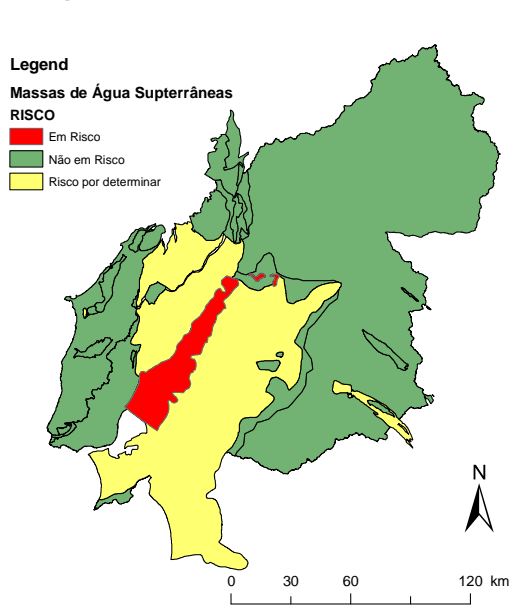 Legend
Massas de Água Supterrâneas
RISCO
Em Risco
Não em Risco
Risco por determinar
N
0 30 60 120 km